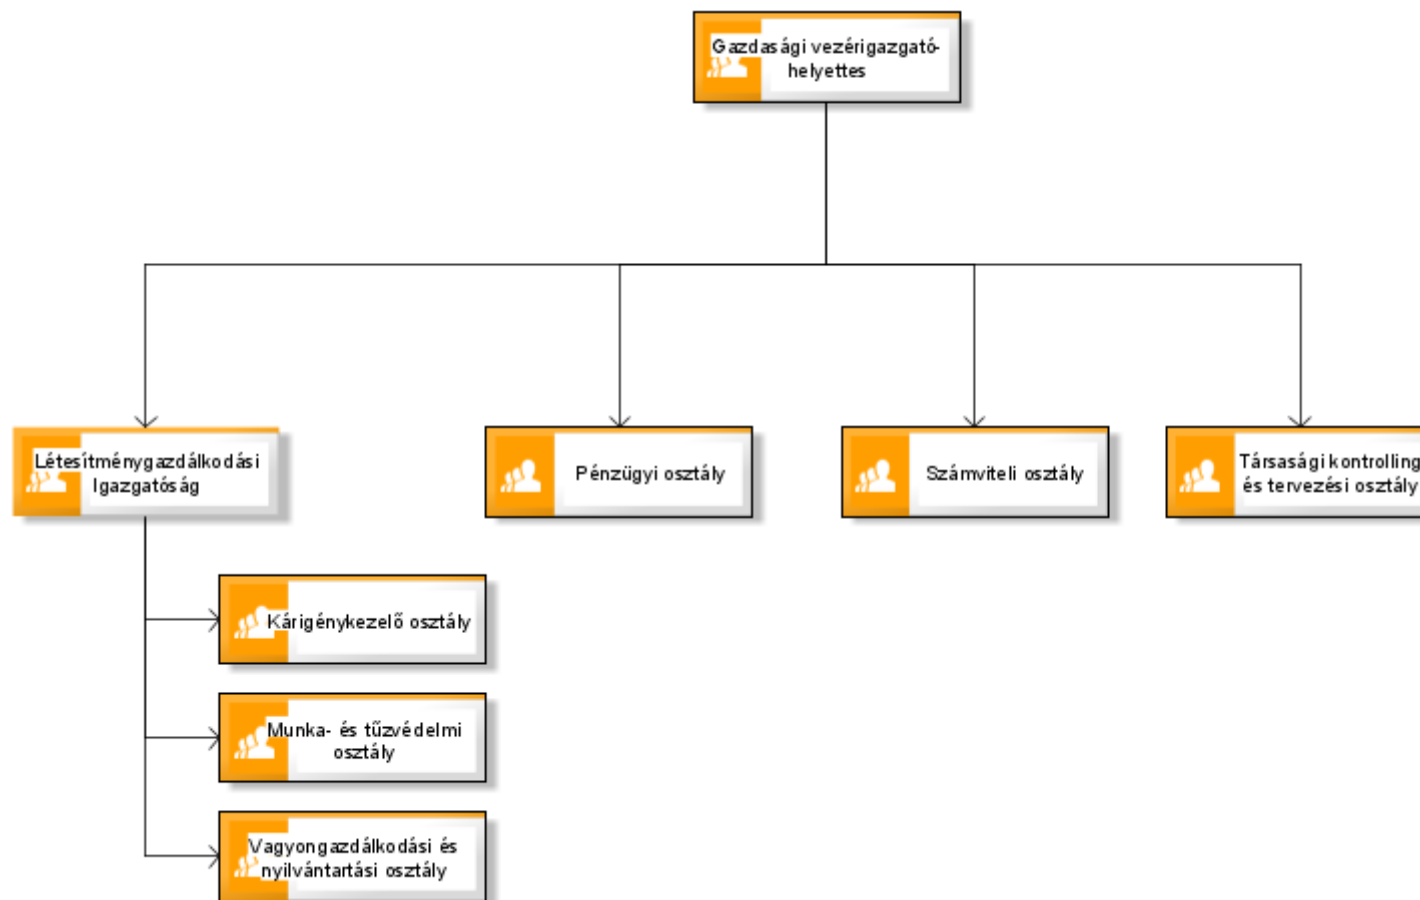 Gazdasági vezérigazgató-
helyettes
Létesítménygazdálkodási
Igazgatóság
Pénzügyi osztály
Számviteli osztály
Társasági kontrolling
és tervezési osztály
Kárigénykezelő osztály
Munka- és tűzvédelmi
osztály
Vagyongazdálkodási és
nyilvántartási osztály